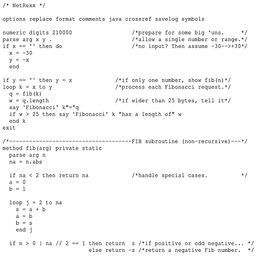 /* NetRexx */
options replace format comments java crossref savelog symbols
numeric digits 210000 /*prepare for some big 'uns. */
parse arg x y . /*allow a single number or range.*/
if x == '' then do /*no input? Then assume -30-->+30*/
x = -30
y = -x
end
if y == '' then y = x /*if only one number, show fib(n)*/
loop k = x to y /*process each Fibonacci request.*/
q = fib(k)
w = q.length /*if wider than 25 bytes, tell it*/
say 'Fibonacci' k"="q
if w > 25 then say 'Fibonacci' k "has a length of" w
end k
exit
/*-----------------------------------FIB subroutine (non-recursive)---*/
method fib(arg) private static
parse arg n
na = n.abs
if na < 2 then return na /*handle special cases. */
a = 0
b = 1
loop j = 2 to na
s = a + b
a = b
b = s
end j
if n > 0 | na // 2 == 1 then return s /*if positive or odd negative... */
else return -s /*return a negative Fib number. */